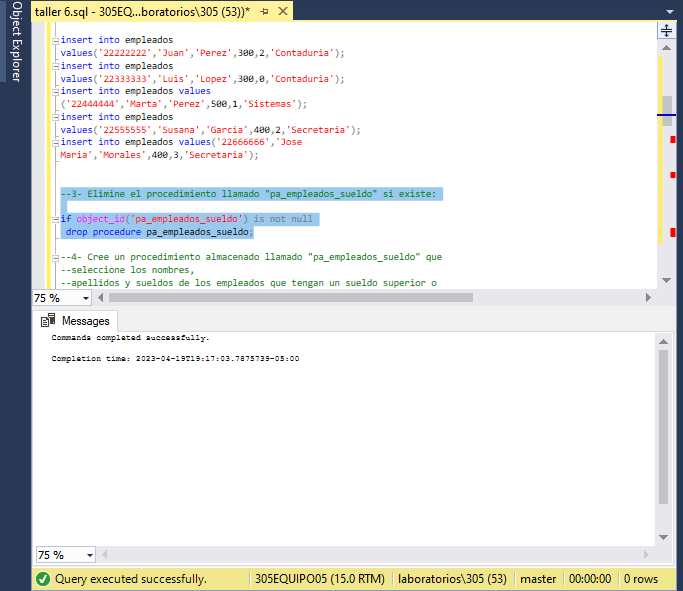 Object Explorer
taller 6.sql - 305EQ...boratorios\305 (53))*
insert into empleados
values('22222222','Juan','Perez',300,2,'Contaduria');
insert into empleados
values('22333333','Luis','Lopez',300,0,'Contaduria');
insert into empleados values
('22444444','Marta','Perez',500,1,'Sistemas');
insert into empleados
values('22555555','Susana','Garcia',400,2,'Secretaria');
insert into empleados values('22666666','Jose
Maria','Morales',400,3,'Secretaria');
--3- Elimine el procedimiento llamado "pa_empleados_sueldo" si existe:
if object_id('pa_empleados_sueldo') is not null
drop procedure pa_empleados_sueldo;
--4- Cree un procedimiento almacenado llamado "pa_empleados_sueldo" que
--seleccione los nombres,
--apellidos y sueldos de los empleados que tengan un sueldo superior o
75 %
Messages
Commands completed successfully.
Completion time: 2023-04-19T19:17:03.7875739-05:00
75 %
Query executed successfully.
305EQUIPO05 (15.0 RTM)
laboratorios\305 (53)
master
00:00:00
0 rows